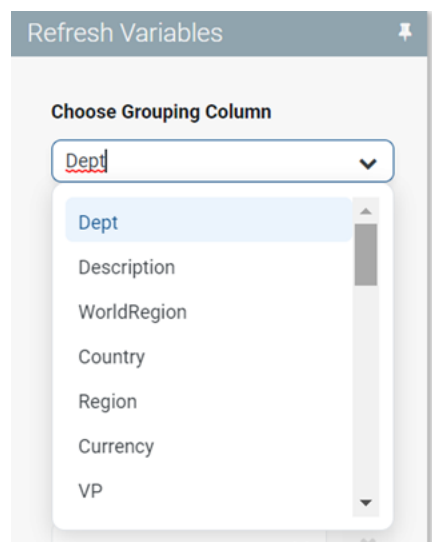 Refresh Variables
Choose Grouping Column
Dept
Dept
Description
WorldRegion
Country
Region
Currency
VP